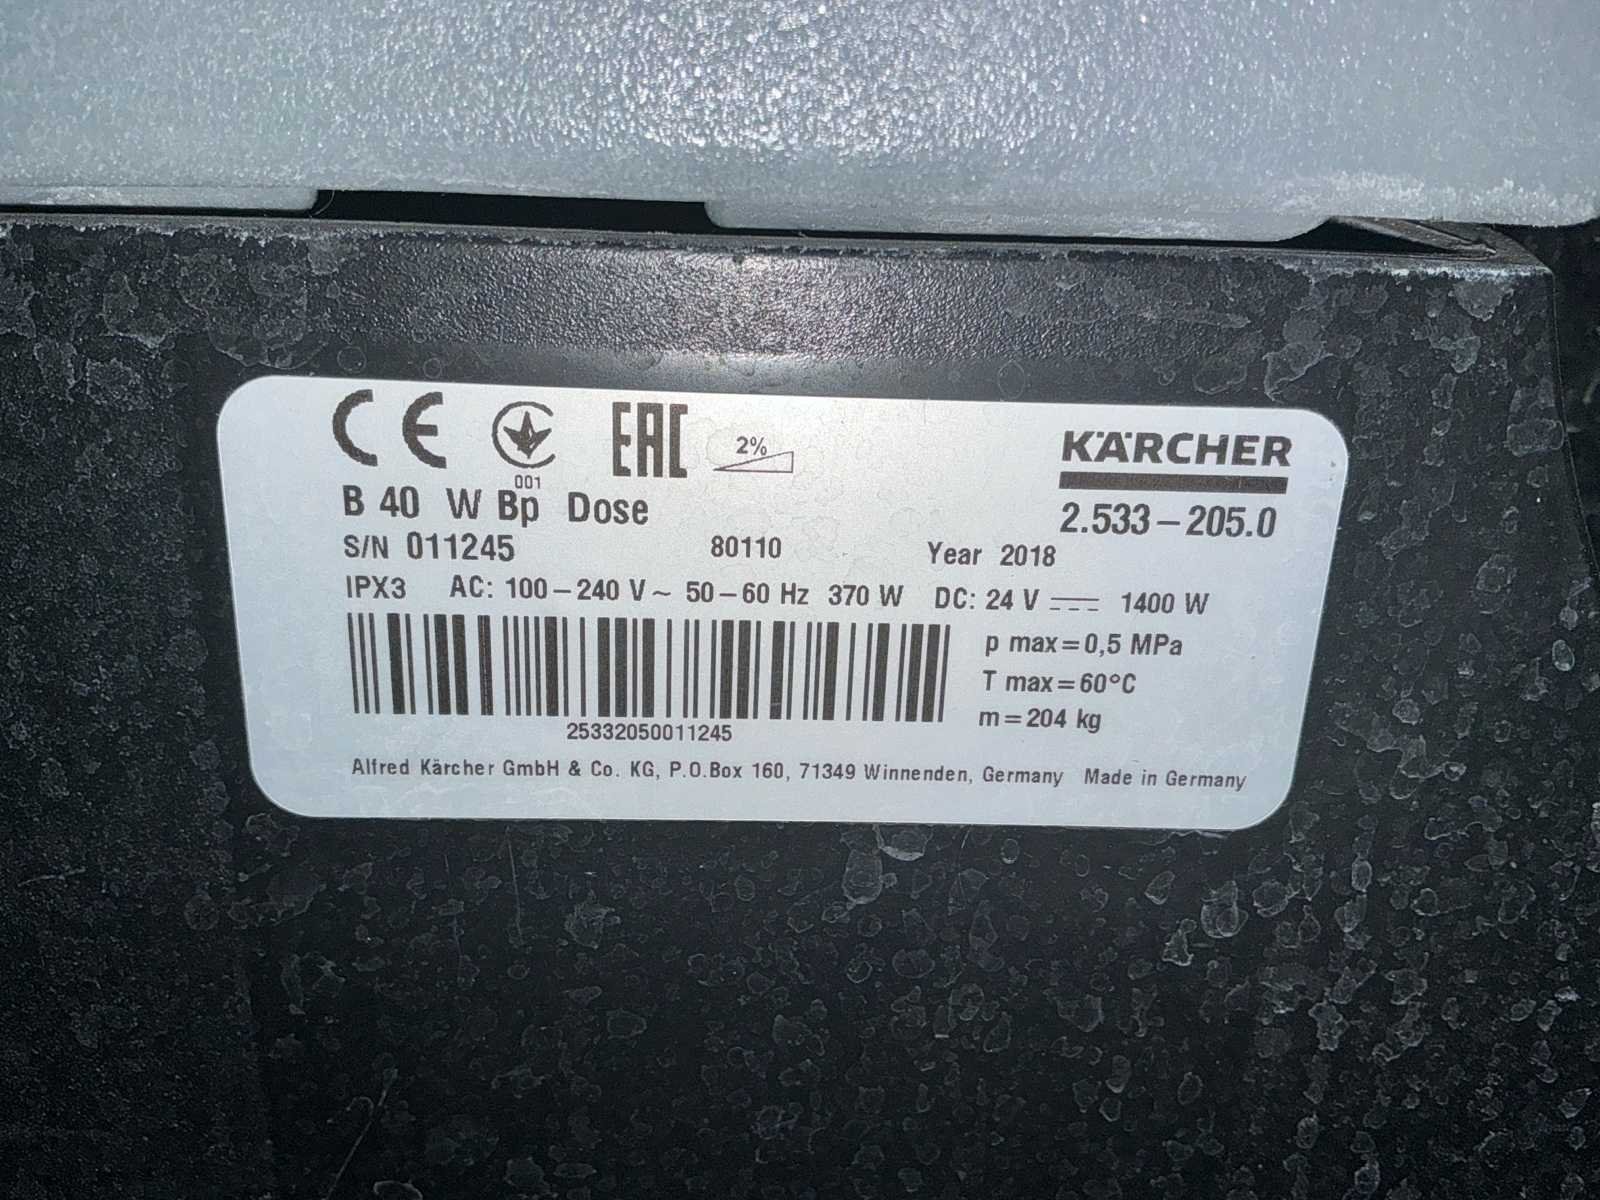 CE 001 EAC 2% KÄRCHER
B 40 W Bp Dose 2.533-205.0
S/N 011245 80110 Year 2018
IPX3 AC: 100-240 V~ 50-60 Hz 370 W DC: 24 V ⎓ 1400 W
p max=0,5 MPa
T max=60°C
m=204 kg
25332050011245
Alfred Kärcher GmbH & Co. KG, P.O.Box 160, 71349 Winnenden, Germany Made in Germany